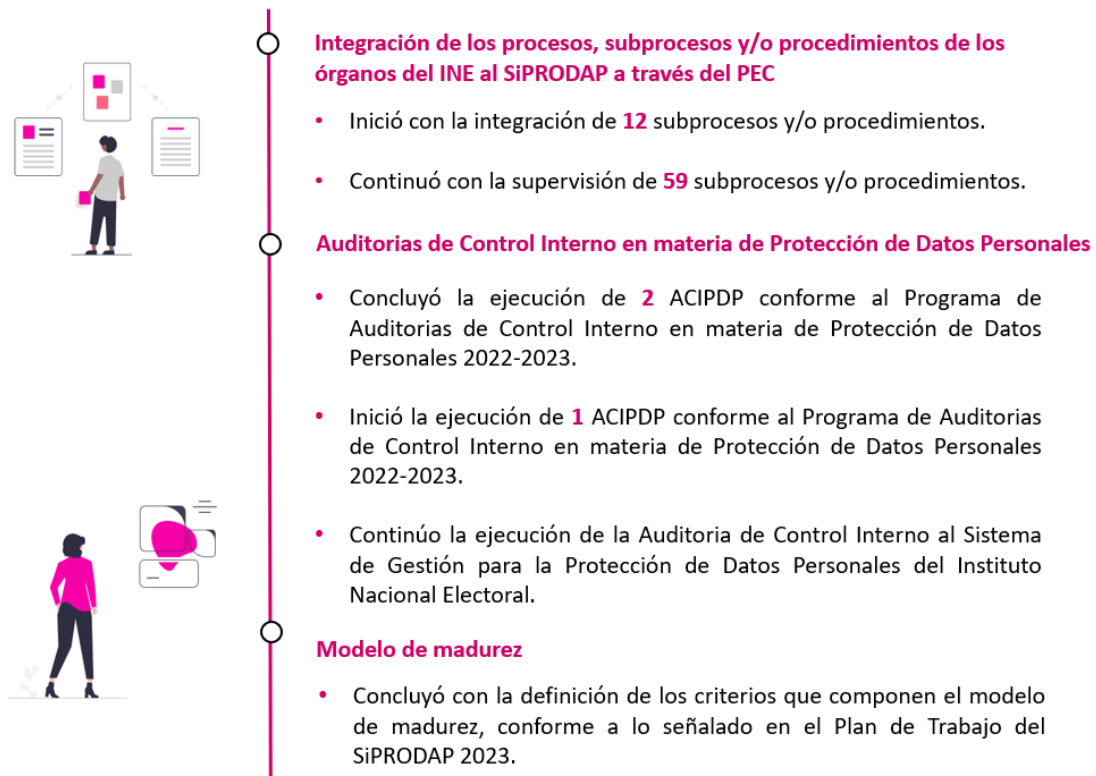 Integración de los procesos, subprocesos y/o procedimientos de los
órganos del INE al SiPRODAP a través del PEC
• Inició con la integración de 12 subprocesos y/o procedimientos.
• Continuó con la supervisión de 59 subprocesos y/o procedimientos.
Auditorias de Control Interno en materia de Protección de Datos Personales
• Concluyó la ejecución de 2 ACIPDP conforme al Programa de
Auditorias de Control Interno en materia de Protección de Datos
Personales 2022-2023.
• Inició la ejecución de 1 ACIPDP conforme al Programa de Auditorias
de Control Interno en materia de Protección de Datos Personales
2022-2023.
• Continúo la ejecución de la Auditoria de Control Interno al Sistema
de Gestión para la Protección de Datos Personales del Instituto
Nacional Electoral.
Modelo de madurez
• Concluyó con la definición de los criterios que componen el modelo
de madurez, conforme a lo señalado en el Plan de Trabajo del
SiPRODAP 2023.